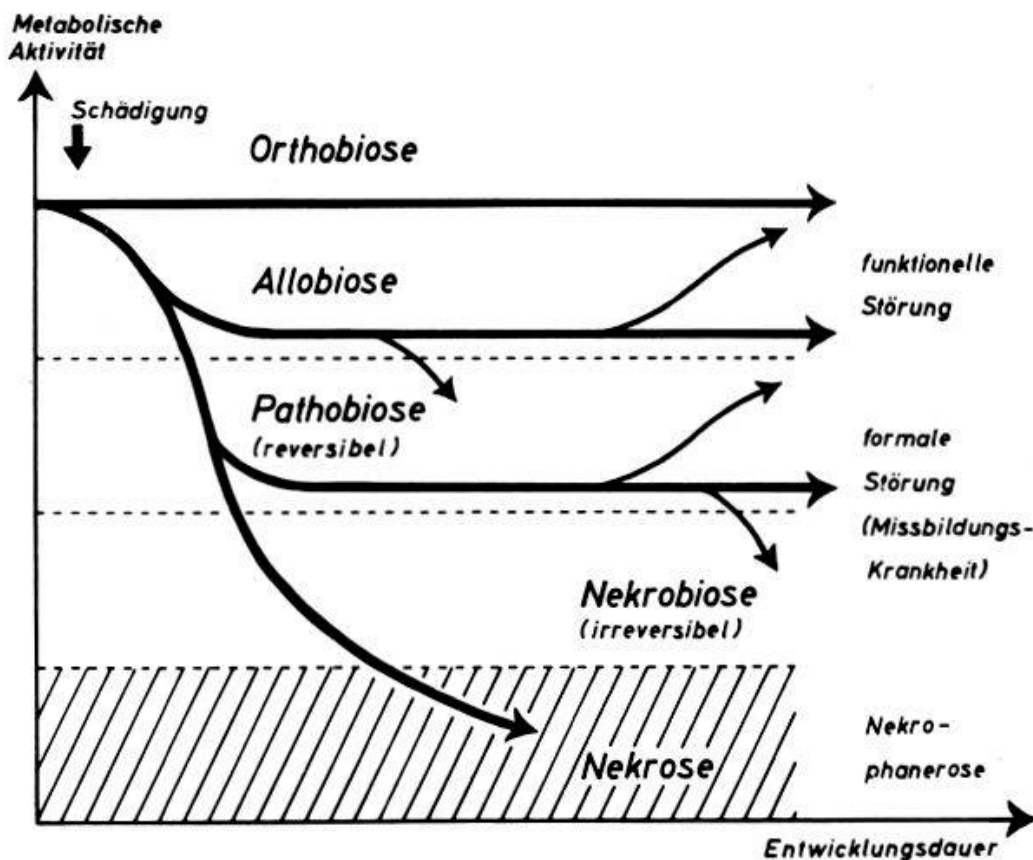 Metabolische
Aktivität
Schädigung
Orthobiose
Allobiose
funktionelle
Störung
Pathobiose
(reversibel)
formale
Störung
(Missbildungs-
Krankheit)
Nekrobiose
(irreversibel)
Nekrose
Nekro-
phanerose
Entwicklungsdauer